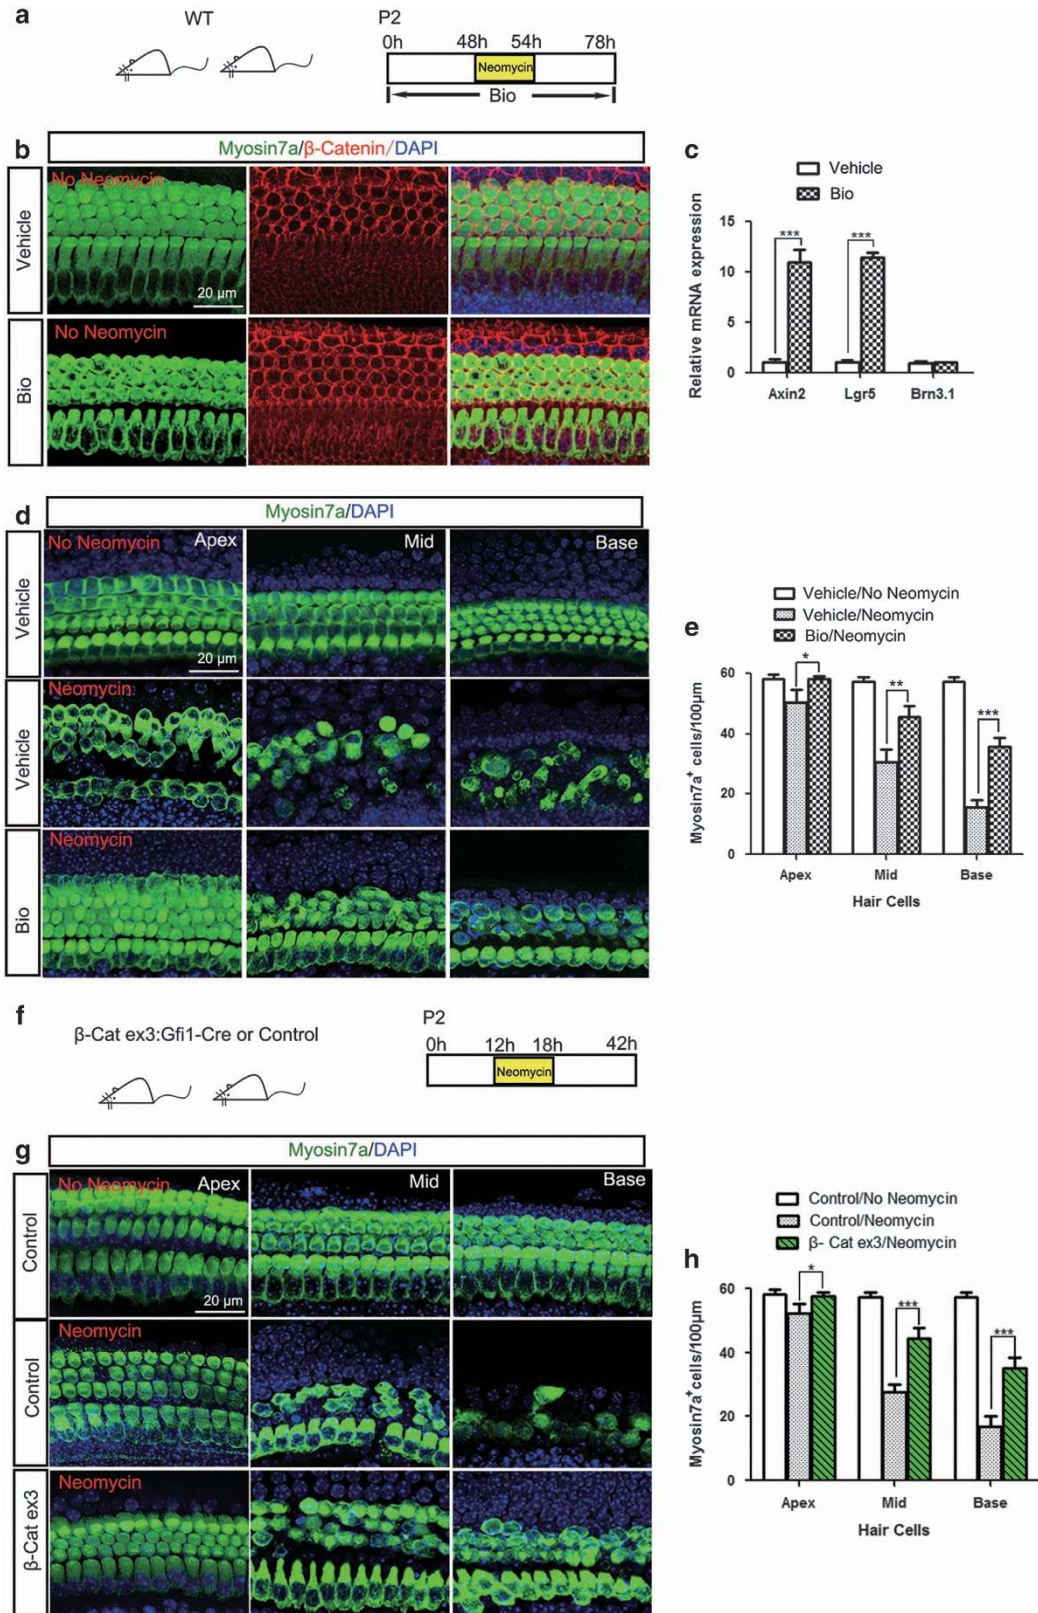 a
WT
P2
0h 48h 54h 78h
Neomycin
Bio
b
Myosin7a/β-Catenin/DAPI
Vehicle
No Neomycin
20 µm
Bio
No Neomycin
c
Vehicle
Bio
Relative mRNA expression
15
10
5
0
***
***
Axin2 Lgr5 Brn3.1
d
Myosin7a/DAPI
Vehicle
No Neomycin Apex Mid Base
20 µm
Vehicle
Neomycin
Bio
Neomycin
e
Vehicle/No Neomycin
Vehicle/Neomycin
Bio/Neomycin
Myosin7a+ cells/100µm
60
40
20
0
*
**
***
Apex Mid Base
Hair Cells
f
β-Cat ex3:Gfi1-Cre or Control
P2
0h 12h 18h 42h
Neomycin
g
Myosin7a/DAPI
Control
No Neomycin Apex Mid Base
20 µm
Control
Neomycin
β-Cat ex3
Neomycin
h
Control/No Neomycin
Control/Neomycin
β- Cat ex3/Neomycin
Myosin7a+ cells/100µm
60
40
20
0
*
***
***
Apex Mid Base
Hair Cells